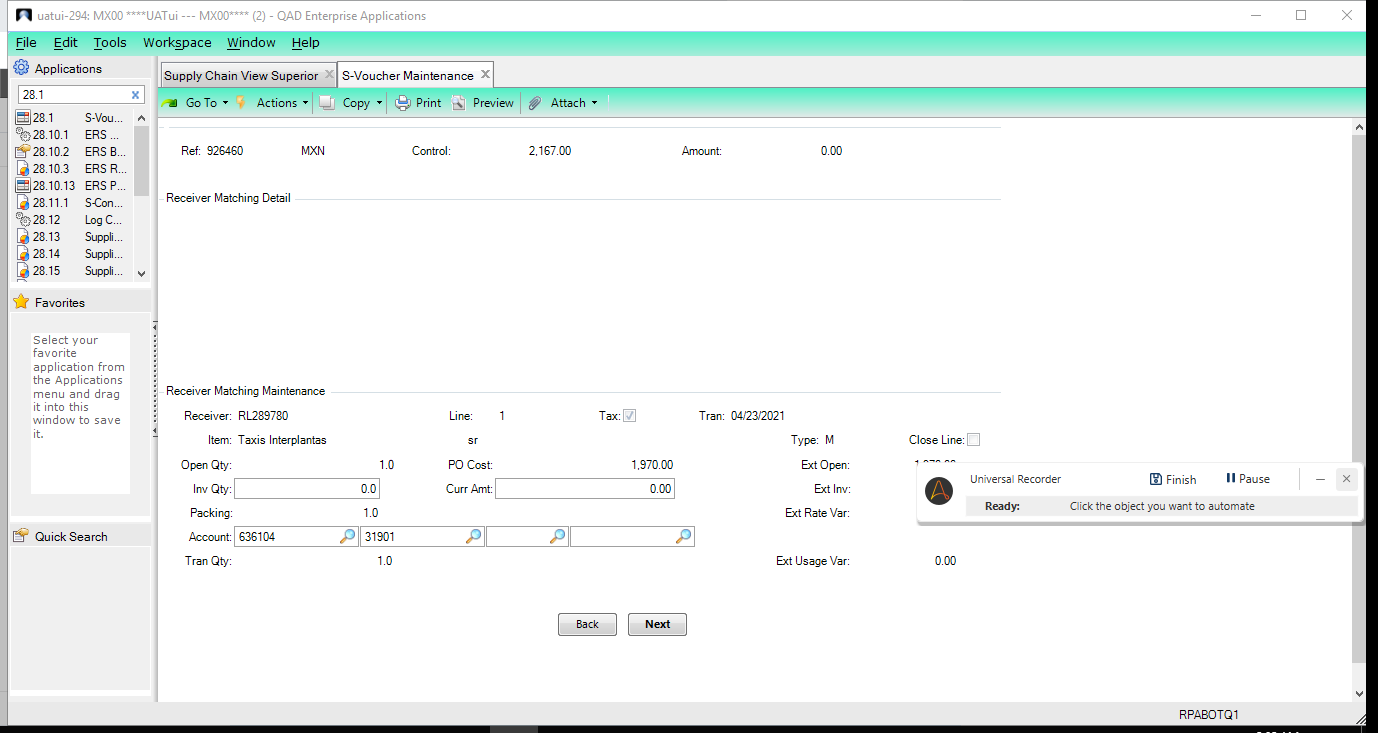 uatui-294: MX00 ****UATui --- MX00**** (2) - QAD Enterprise Applications
File Edit Tools Workspace Window Help
Applications
Supply Chain View Superior S-Voucher Maintenance
28.1
Go To Actions Copy Print Preview Attach
28.1 S-Vou...
28.10.1 ERS ...
28.10.2 ERS B...
28.10.3 ERS R...
28.10.13 ERS P...
28.11.1 S-Con...
28.12 Log C...
28.13 Suppli...
28.14 Suppli...
28.15 Suppli...
Favorites
Select your
favorite
application from
the Applications
menu and drag
it into this
window to save
it.
Quick Search
Ref: 926460 MXN Control: 2,167.00 Amount: 0.00
Receiver Matching Detail
Receiver Matching Maintenance
Receiver: RL289780 Line: 1 Tax: Tran: 04/23/2021
Item: Taxis Interplantas sr Type: M Close Line:
Open Qty: 1.0 PO Cost: 1,970.00 Ext Open:
Inv Qty: 0.0 Curr Amt: 0.00 Ext Inv:
Packing: 1.0 Ext Rate Var:
Account: 636104 31901
Tran Qty: 1.0 Ext Usage Var: 0.00
Back Next
Universal Recorder Finish Pause
Ready: Click the object you want to automate
RPABOTQ1